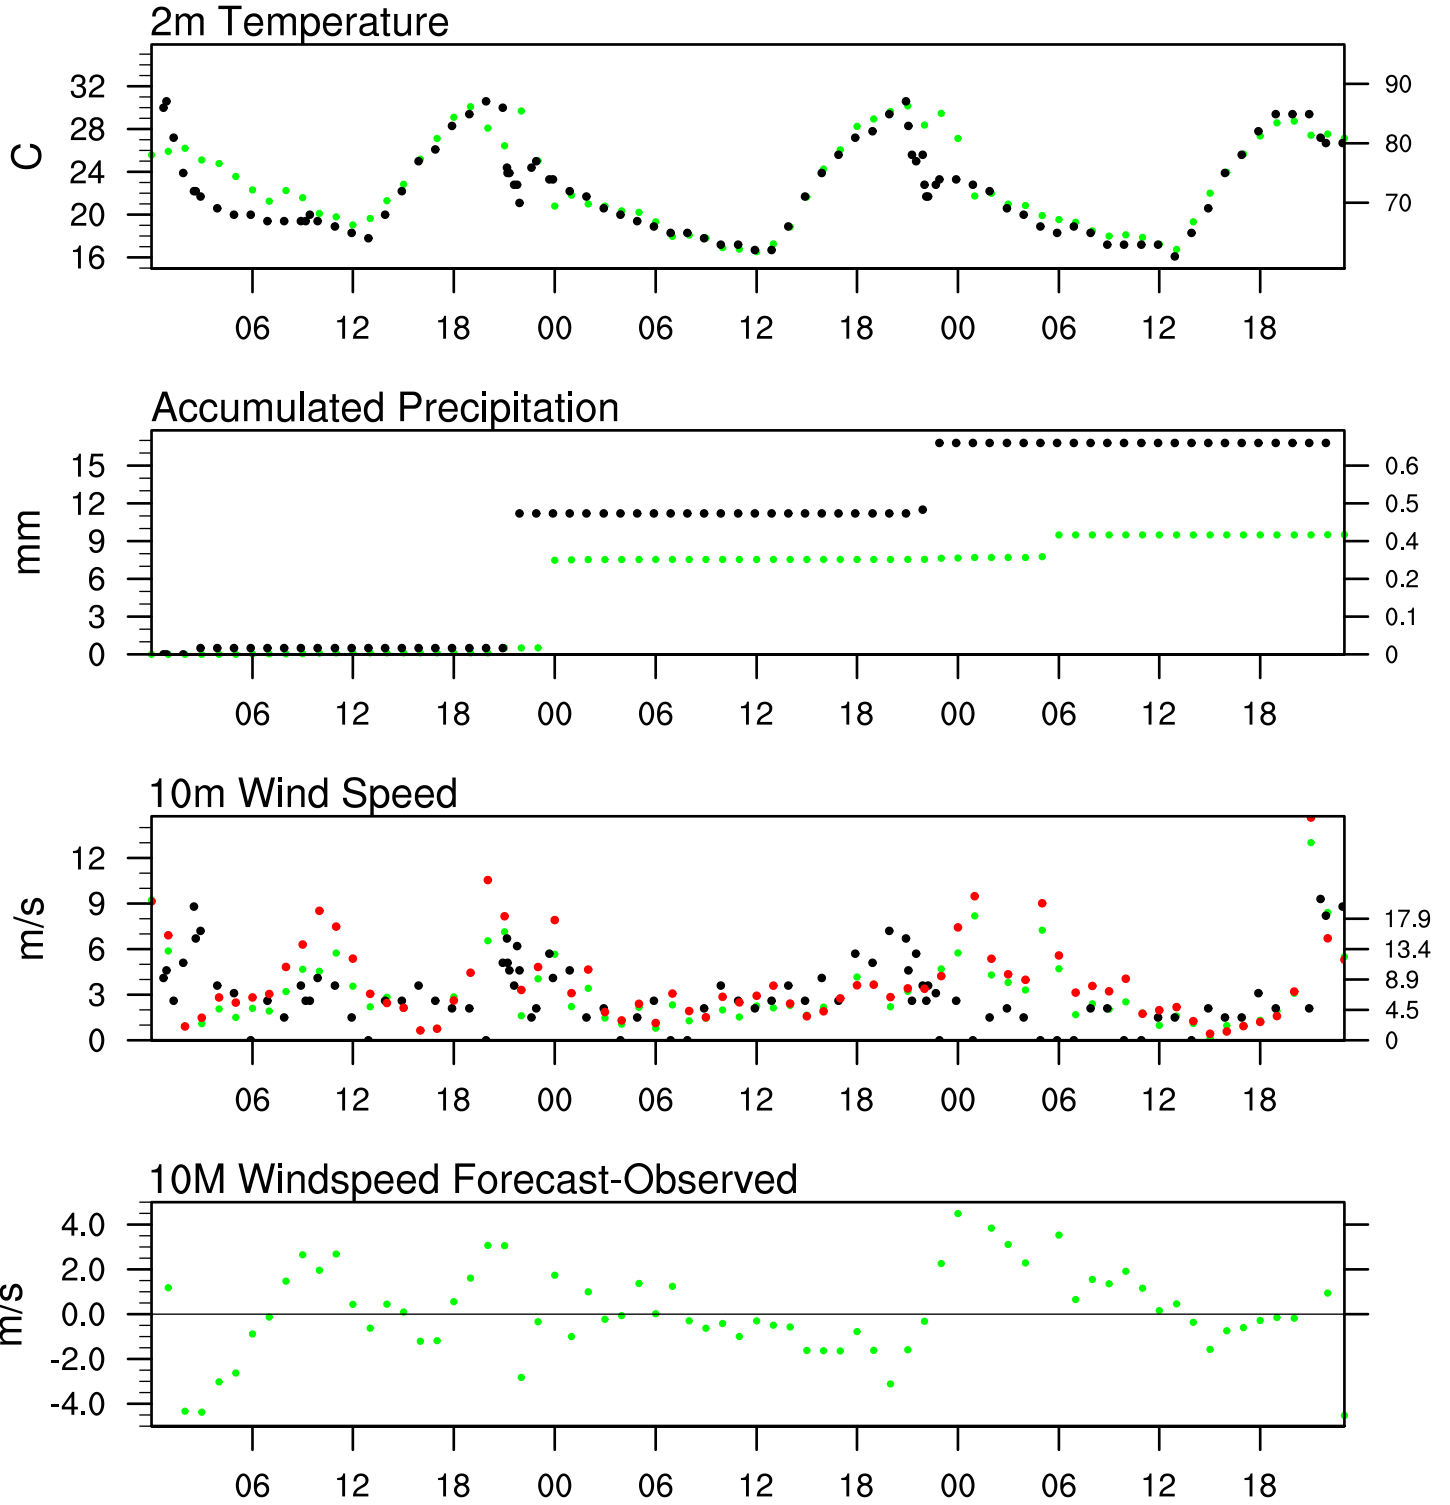 2m Temperature
32
28
24
20
16
C
90
80
70
06 12 18 00 06 12 18 00 06 12 18
Accumulated Precipitation
15
12
9
6
3
0
mm
0.6
0.5
0.4
0.2
0.1
0
06 12 18 00 06 12 18 00 06 12 18
10m Wind Speed
12
9
6
3
0
m/s
17.9
13.4
8.9
4.5
0
06 12 18 00 06 12 18 00 06 12 18
10M Windspeed Forecast-Observed
4.0
2.0
0.0
-2.0
-4.0
m/s
06 12 18 00 06 12 18 00 06 12 18